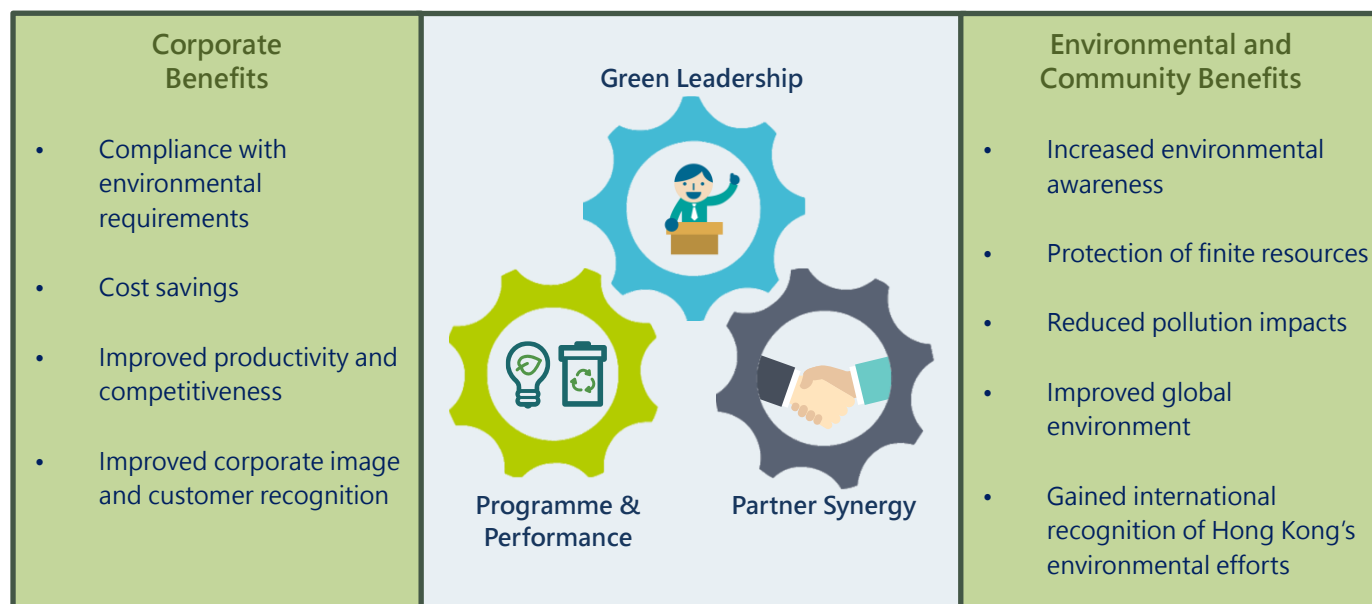 Corporate
Benefits
• Compliance with
environmental
requirements
• Cost savings
• Improved productivity and
competitiveness
• Improved corporate image
and customer recognition
Green Leadership
Programme &
Performance
Partner Synergy
Environmental and
Community Benefits
• Increased environmental
awareness
• Protection of finite resources
• Reduced pollution impacts
• Improved global
environment
• Gained international
recognition of Hong Kong’s
environmental efforts